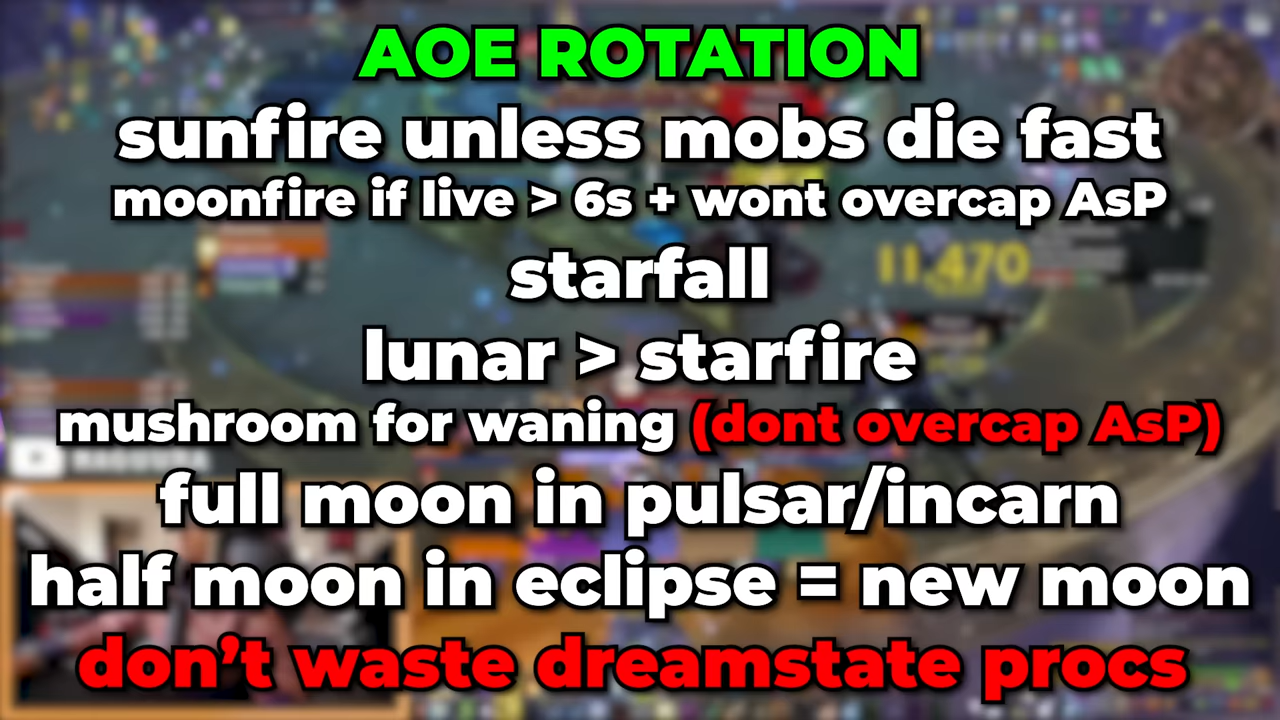 AOE ROTATION
sunfire unless mobs die fast
moonfire if live > 6s + wont overcap AsP
starfall
11,470
lunar > starfire
mushroom for waning (dont overcap AsP)
full moon in pulsar/incarn
half moon in eclipse = new moon
don't waste dreamstate procs